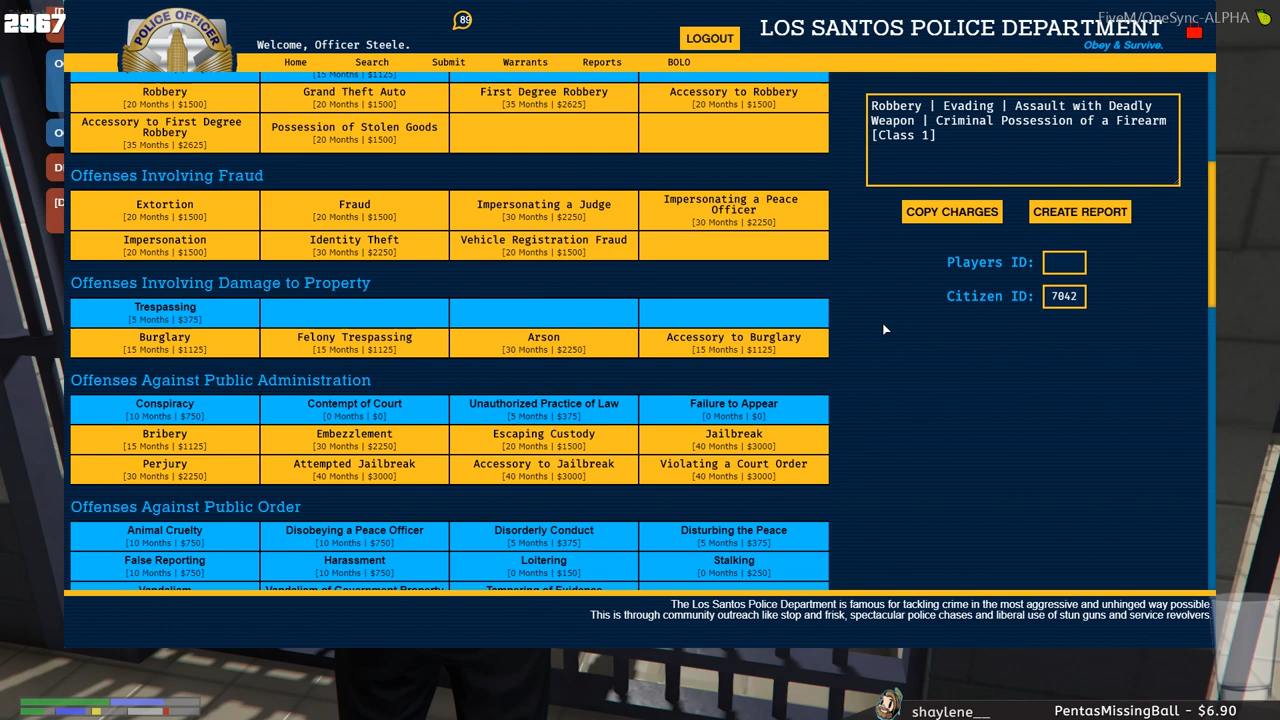 2967
FiveM/OneSync-ALPHA
POLICE OFFICER
89
Welcome, Officer Steele.
LOGOUT
LOS SANTOS POLICE DEPARTMENT
Obey & Survive.
Home Search Submit Warrants Reports BOLO
[15 Months | $1125]
Robbery Grand Theft Auto First Degree Robbery Accessory to Robbery
[20 Months | $1500] [20 Months | $1500] [35 Months | $2625] [20 Months | $1500]
Accessory to First Degree Robbery Possession of Stolen Goods
[35 Months | $2625] [20 Months | $1500]
Offenses Involving Fraud
Extortion Fraud Impersonating a Judge Impersonating a Peace Officer
[20 Months | $1500] [20 Months | $1500] [30 Months | $2250] [30 Months | $2250]
Impersonation Identity Theft Vehicle Registration Fraud
[20 Months | $1500] [30 Months | $2250] [20 Months | $1500]
Offenses Involving Damage to Property
Trespassing
[5 Months | $375]
Burglary Felony Trespassing Arson Accessory to Burglary
[15 Months | $1125] [15 Months | $1125] [30 Months | $2250] [15 Months | $1125]
Offenses Against Public Administration
Conspiracy Contempt of Court Unauthorized Practice of Law Failure to Appear
[10 Months | $750] [0 Months | $0] [5 Months | $375] [0 Months | $0]
Bribery Embezzlement Escaping Custody Jailbreak
[15 Months | $1125] [30 Months | $2250] [20 Months | $1500] [40 Months | $3000]
Perjury Attempted Jailbreak Accessory to Jailbreak Violating a Court Order
[30 Months | $2250] [40 Months | $3000] [40 Months | $3000] [40 Months | $3000]
Offenses Against Public Order
Animal Cruelty Disobeying a Peace Officer Disorderly Conduct Disturbing the Peace
[10 Months | $750] [10 Months | $750] [5 Months | $375] [5 Months | $375]
False Reporting Harassment Loitering Stalking
[10 Months | $750] [10 Months | $750] [0 Months | $150] [0 Months | $250]
Vandalism Vandalism of Government Property Tampering of Evidence
Robbery | Evading | Assault with Deadly
Weapon | Criminal Possession of a Firearm
[Class 1]
COPY CHARGES CREATE REPORT
Players ID:
Citizen ID: 7042
The Los Santos Police Department is famous for tackling crime in the most aggressive and unhinged way possible.
This is through community outreach like stop and frisk, spectacular police chases and liberal use of stun guns and service revolvers.
shaylene__ PentasMissingBall - $6.90